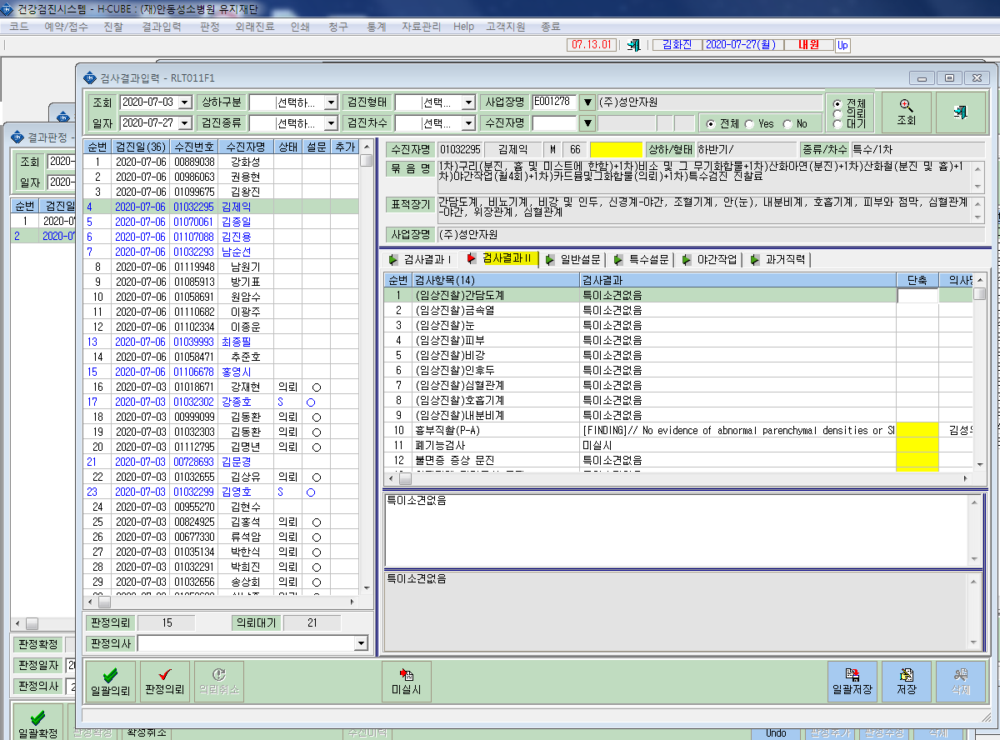 건강검진시스템 - H-CUBE : (재)안동성소병원 유지재단
코드 예약/접수 진찰 결과입력 판정 외래진료 인쇄 청구 통계 자료관리 Help 고객지원 종료
07.13.01 김화진 2020-07-27(월) 내원 Up
검사결과입력 - RLT011F1
조회 2020-07-03 상하구분 선택하... 검진형태 선택... 사업장명 E001278 ▼ (주)성안자원 전체 의뢰 대기 조회
일자 2020-07-27 검진종류 선택하... 검진차수 선택... 수진자명 ▼ 전체 Yes No
결과판정 -
조회 2020-
일자 2020-
순번 검진일
1 2020-0
2 2020-0
판정확정
판정일자 20
판정의사 2
일괄확정 판정확정 확정취소 수신이력 Undo 판정추가 판정수정 삭제
순번 검진일(36) 수진번호 수진자명 상태 설문 추가
1 2020-07-06 00889038 강화성
2 2020-07-06 00986063 권용현
3 2020-07-06 01099675 김왕진
4 2020-07-06 01032295 김제익
5 2020-07-06 01070061 김종일
6 2020-07-06 01107088 김진용
7 2020-07-06 01032293 남순선
8 2020-07-06 01119948 남원기
9 2020-07-06 01085913 방기표
10 2020-07-06 01058691 원암수
11 2020-07-06 01110682 이광주
12 2020-07-06 01102334 이종운
13 2020-07-06 01039993 최종필
14 2020-07-06 01058471 추준호
15 2020-07-06 01106678 홍영시
16 2020-07-03 01018671 강재현 의뢰 ○
17 2020-07-03 01032302 강종호 S ○
18 2020-07-03 00999099 김동환 의뢰 ○
19 2020-07-03 01032303 김동환 의뢰 ○
20 2020-07-03 01112795 김명년 의뢰 ○
21 2020-07-03 00728693 김문경
22 2020-07-03 01032655 김상유 의뢰 ○
23 2020-07-03 01032299 김영호 S ○
24 2020-07-03 00955270 김현수
25 2020-07-03 00824925 김홍석 의뢰 ○
26 2020-07-03 00677330 류석암 의뢰 ○
27 2020-07-03 01035134 박한식 의뢰 ○
28 2020-07-03 01032291 박희진 의뢰 ○
29 2020-07-03 01032656 송상회 의뢰 ○
판정의뢰 15 의뢰대기 21
판정의사
수진자명 01032295 김제익 M 66 상하/형태 하반기/ 종류/차수 특수/1차
묶 음 명 1차)구리(분진, 흄 및 미스트에 한함)+1차)비소 및 그 무기화합물+1차)산화아연(분진)+1차)산화철(분진 및 흄)+1
차)야간작업(월4회)+1차)카드뮴및그화합물(의뢰)+1차)특수검진 진찰료
표적장기 간담도계, 비뇨기계, 비강 및 인두, 신경계-야간, 조혈기계, 안(눈), 내분비계, 호흡기계, 피부와 점막, 심혈관계
-야간, 위장관계, 심혈관계
사업장명 (주)성안자원
검사결과 I 검사결과 II 일반설문 특수설문 야간작업 과거직력
순번 검사항목(14) 검사결과 단축 의사명
1 (임상진찰)간담도계 특이소견없음
2 (임상진찰)금속열 특이소견없음
3 (임상진찰)눈 특이소견없음
4 (임상진찰)피부 특이소견없음
5 (임상진찰)비강 특이소견없음
6 (임상진찰)인후두 특이소견없음
7 (임상진찰)심혈관계 특이소견없음
8 (임상진찰)호흡기계 특이소견없음
9 (임상진찰)내분비계 특이소견없음
10 흉부직촬(P-A) [FINDING]// No evidence of abnormal parenchymal densities or 김성
11 폐기능검사 미실시
12 불면증 증상 문진 특이소견없음
특이소견없음
특이소견없음
일괄의뢰 판정의뢰 의뢰취소 미실시 일괄저장 저장 삭제